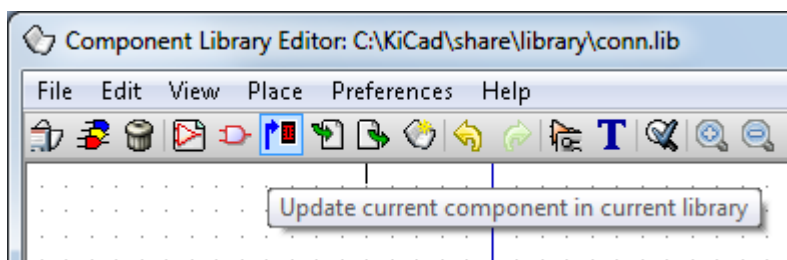 Component Library Editor: C:\KiCad\share\library\conn.lib
File Edit View Place Preferences Help
T
Update current component in current library